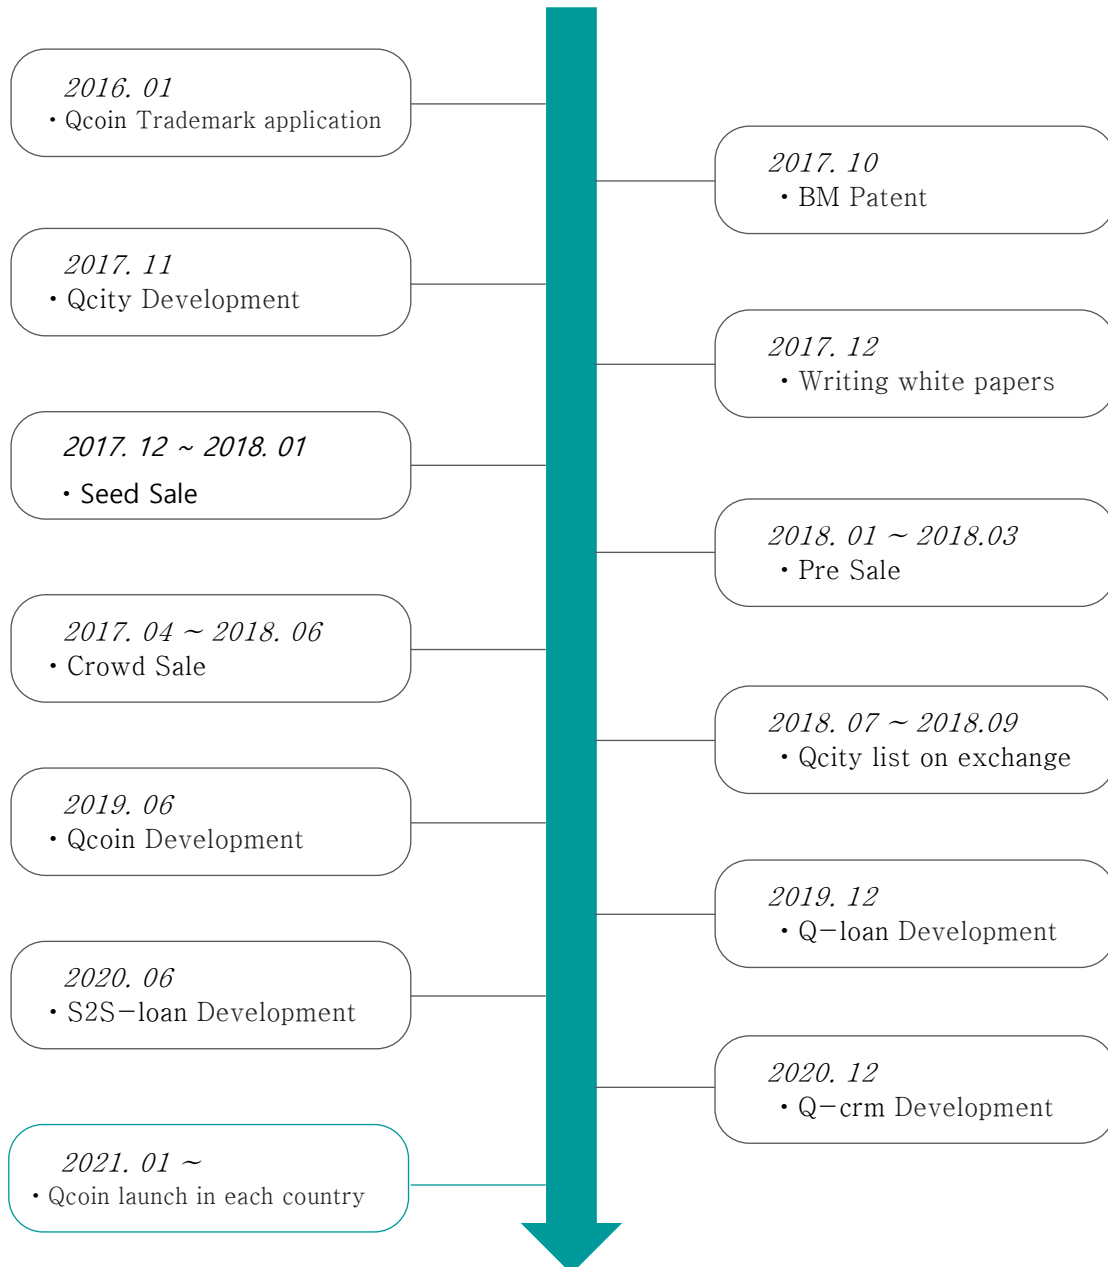 2016. 01
・Qcoin Trademark application
2017. 10
・BM Patent
2017. 11
・Qcity Development
2017. 12
・Writing white papers
2017. 12 ~ 2018. 01
・Seed Sale
2018. 01 ~ 2018.03
・Pre Sale
2017. 04 ~ 2018. 06
・Crowd Sale
2018. 07 ~ 2018.09
・Qcity list on exchange
2019. 06
・Qcoin Development
2019. 12
・Q-loan Development
2020. 06
・S2S-loan Development
2020. 12
・Q-crm Development
2021. 01 ~
・Qcoin launch in each country